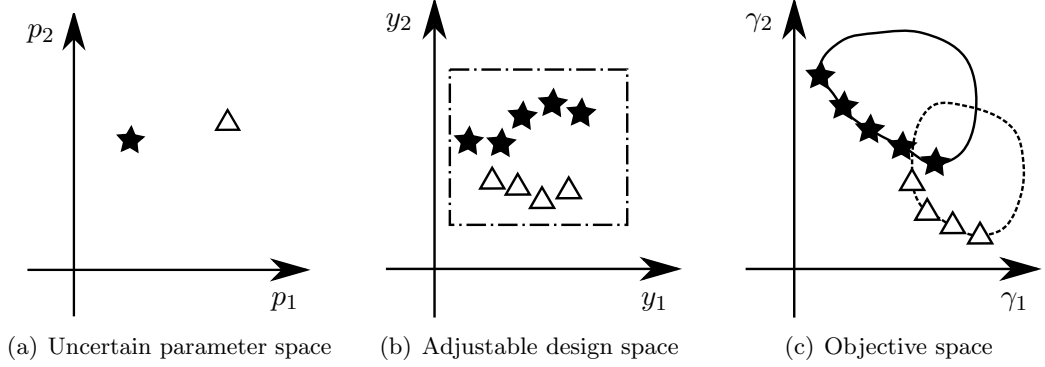 p₂
p₁
(a) Uncertain parameter space
y₂
y₁
(b) Adjustable design space
γ₂
γ₁
(c) Objective space